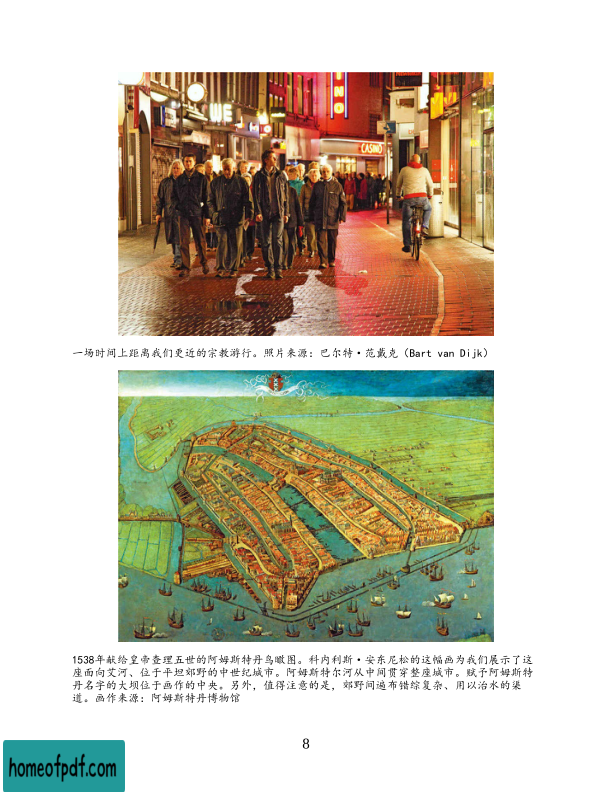 WE
CASINO
一场时间上距离我们更近的宗教游行。照片来源：巴尔特·范戴克（Bart van Dijk）
1538年献给皇帝查理五世的阿姆斯特丹鸟瞰图。科内利斯·安东尼松的这幅画为我们展示了这
座面向艾河、位于平坦郊野的中世纪城市。阿姆斯特尔河从中间贯穿整座城市。赋予阿姆斯特
丹名字的大坝位于画作的中央。另外，值得注意的是，郊野间遍布错综复杂、用以治水的渠
道。画作来源：阿姆斯特丹博物馆
8
homeofpdf.com